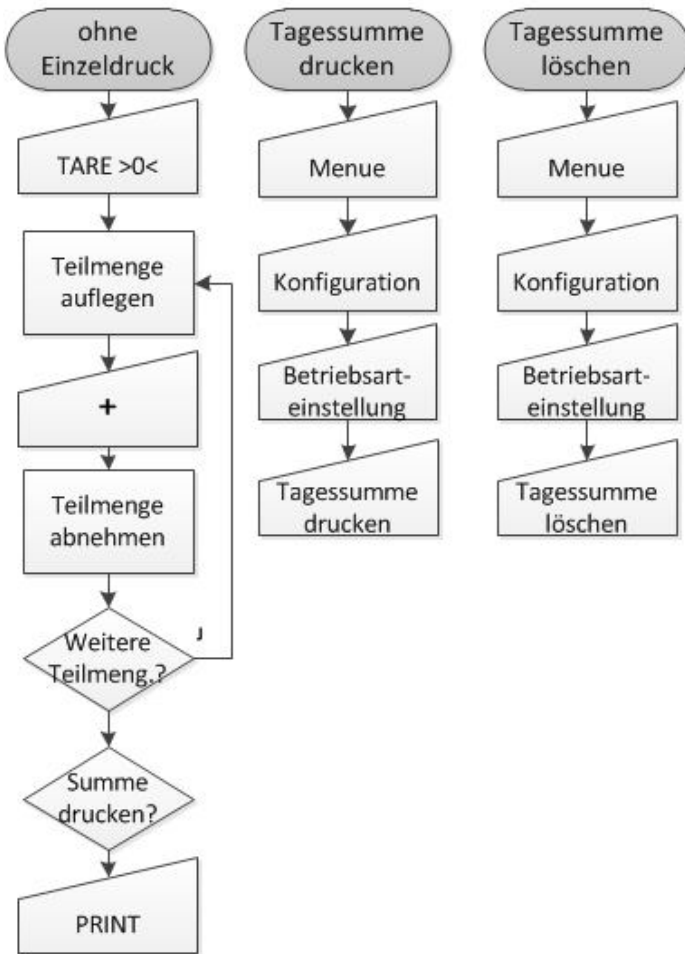 ohne
Einzeldruck
TARE >0<
Teilmenge
auflegen
+
Teilmenge
abnehmen
Weitere
Teilmeng.?
J
Summe
drucken?
PRINT
Tagessumme
drucken
Menue
Konfiguration
Betriebsart-
einstellung
Tagessumme
drucken
Tagessumme
löschen
Menue
Konfiguration
Betriebsart-
einstellung
Tagessumme
löschen